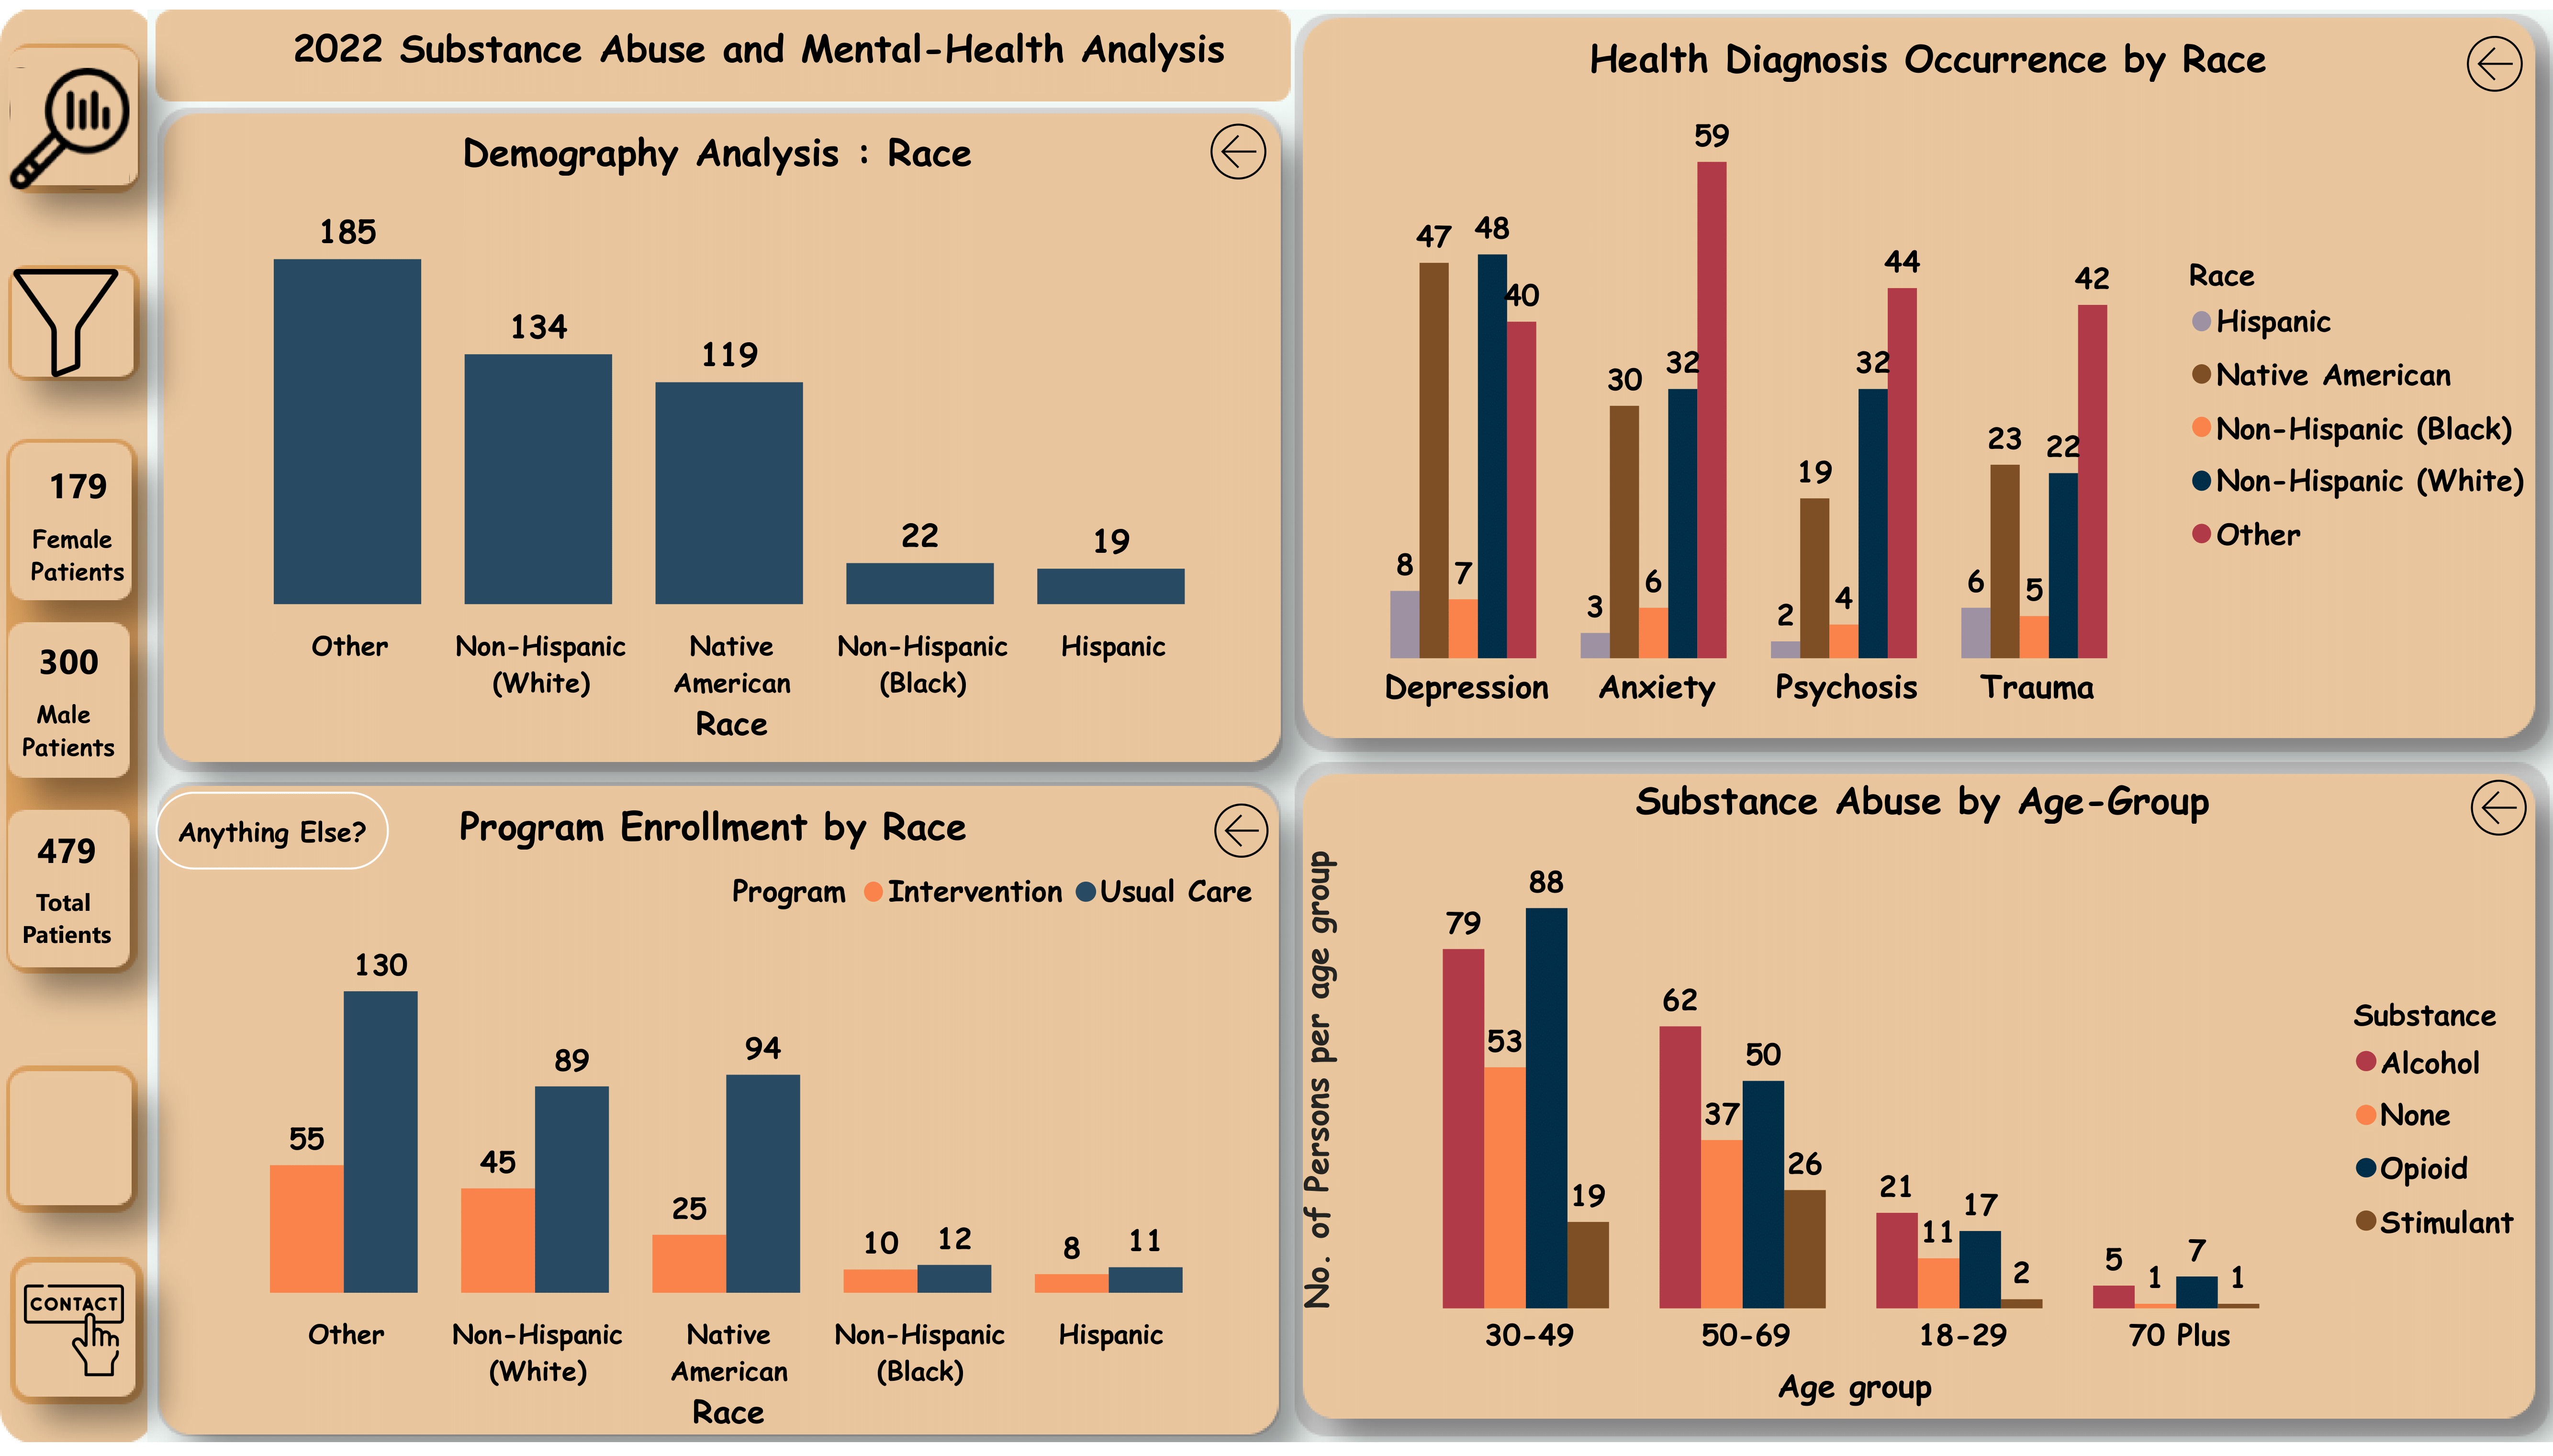 2022 Substance Abuse and Mental-Health Analysis
179
Female
Patients
300
Male
Patients
479
Total
Patients
CONTACT
Demography Analysis : Race
185
134
119
22
19
Other
Non-Hispanic
(White)
Native
American
Non-Hispanic
(Black)
Hispanic
Race
Health Diagnosis Occurrence by Race
8
47
7
48
40
3
30
6
32
59
2
19
4
32
44
6
23
5
22
42
Depression
Anxiety
Psychosis
Trauma
Race
Hispanic
Native American
Non-Hispanic (Black)
Non-Hispanic (White)
Other
Anything Else?
Program Enrollment by Race
Program Intervention Usual Care
55
130
45
89
25
94
10
12
8
11
Other
Non-Hispanic
(White)
Native
American
Non-Hispanic
(Black)
Hispanic
Race
Substance Abuse by Age-Group
No. of Persons per age group
79
53
88
19
62
37
50
26
21
11
17
2
5
1
7
1
30-49
50-69
18-29
70 Plus
Age group
Substance
Alcohol
None
Opioid
Stimulant